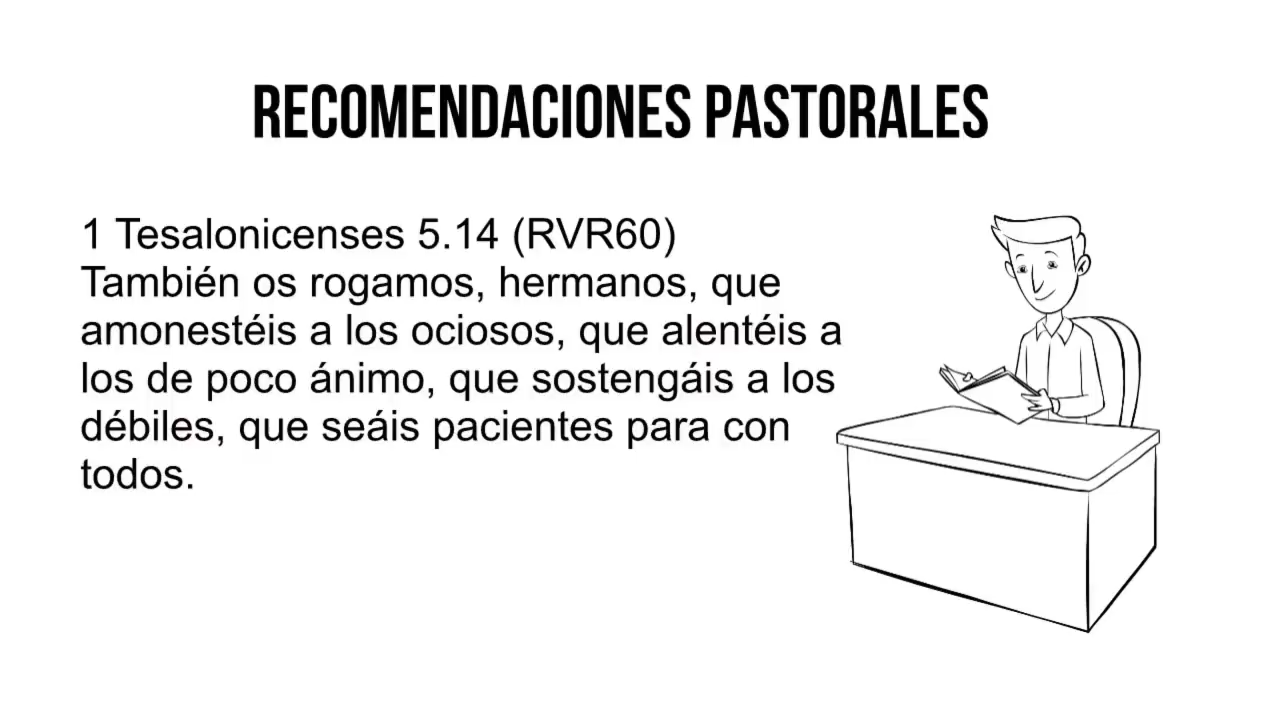 RECOMENDACIONES PASTORALES
1 Tesalonicenses 5.14 (RVR60)
También os rogamos, hermanos, que
amonestéis a los ociosos, que alentéis a
los de poco ánimo, que sostengáis a los
débiles, que seáis pacientes para con
todos.